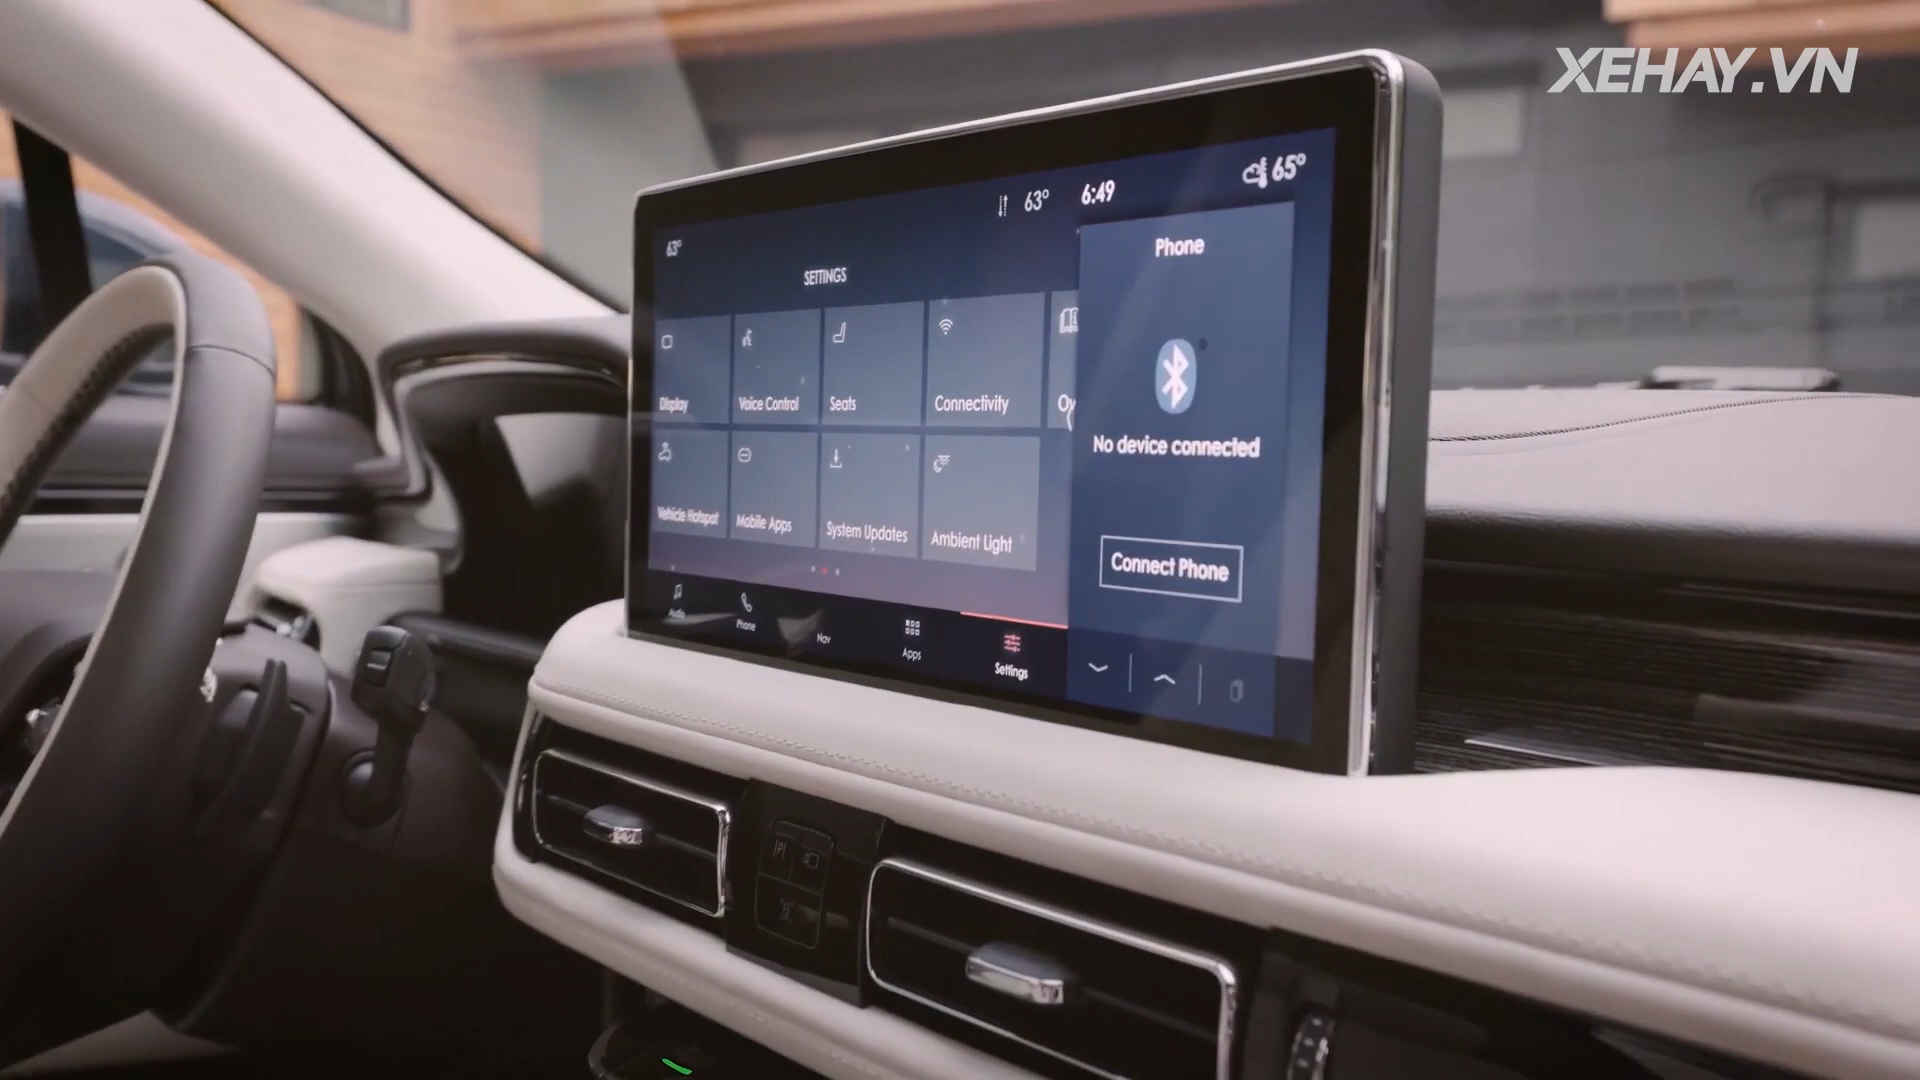 XEHAY.VN
63° 6:49 65°
63°
SETTINGS
Phone
Display Voice Control Seats Connectivity
No device connected
Vehicle Hotspot Mobile Apps System Updates Ambient Light
Connect Phone
Audio Phone Nav Apps Settings